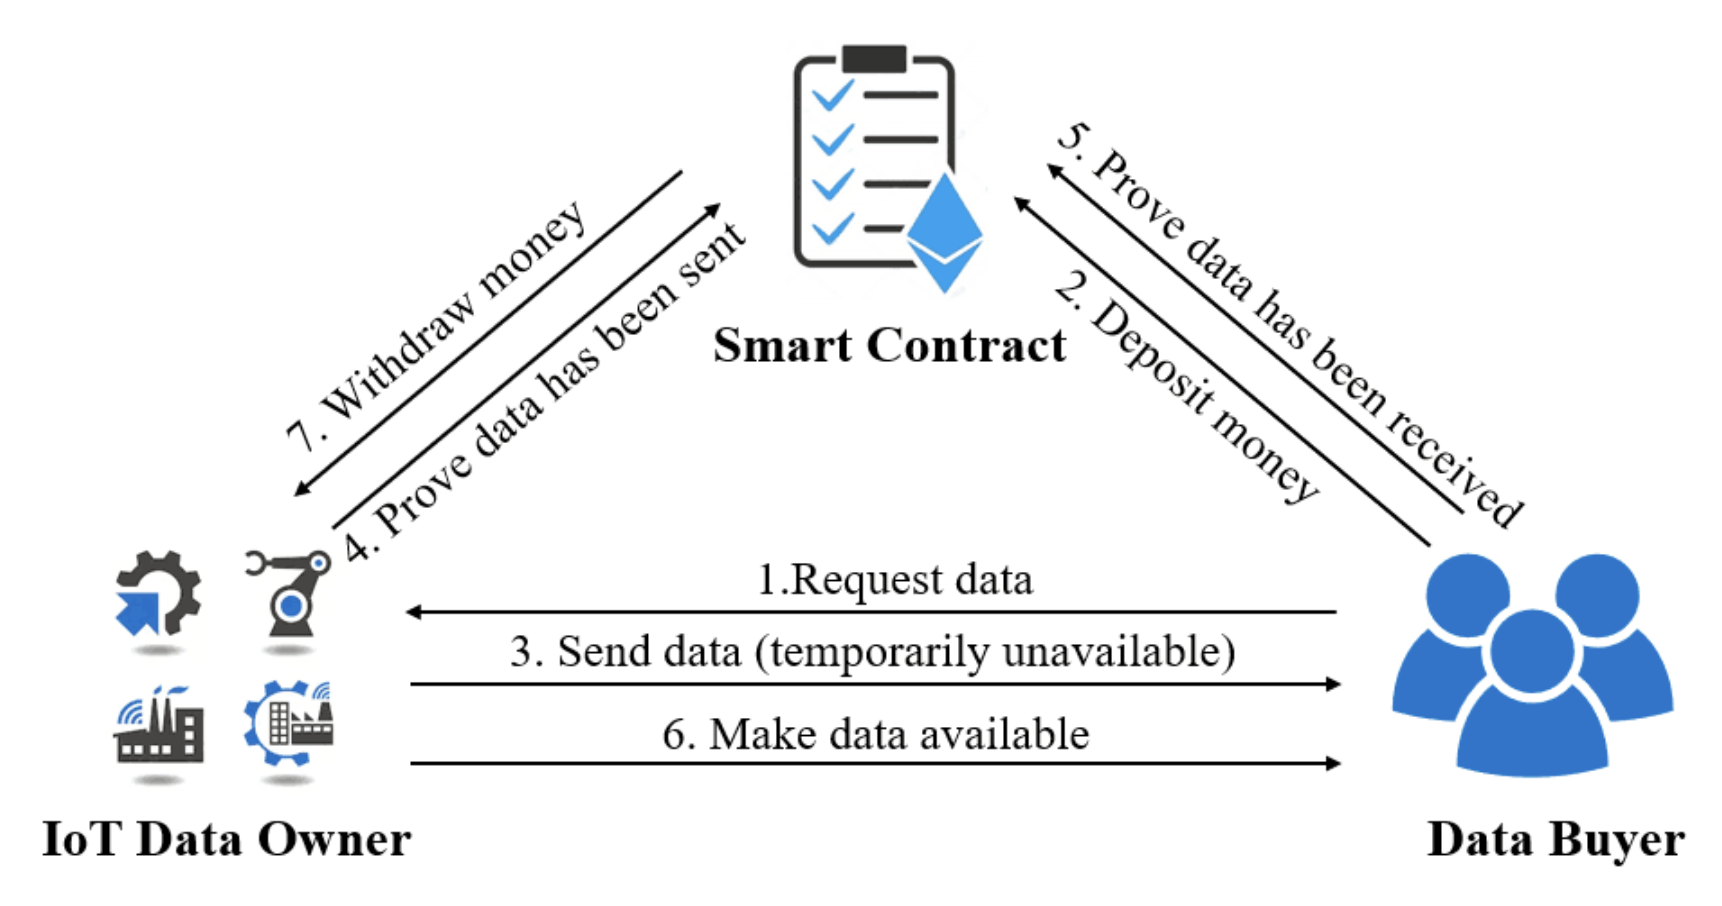 5. Prove data has been received
7. Withdraw money
4. Prove data has been sent
2. Deposit money
Smart Contract
1.Request data
3. Send data (temporarily unavailable)
6. Make data available
IoT Data Owner
Data Buyer